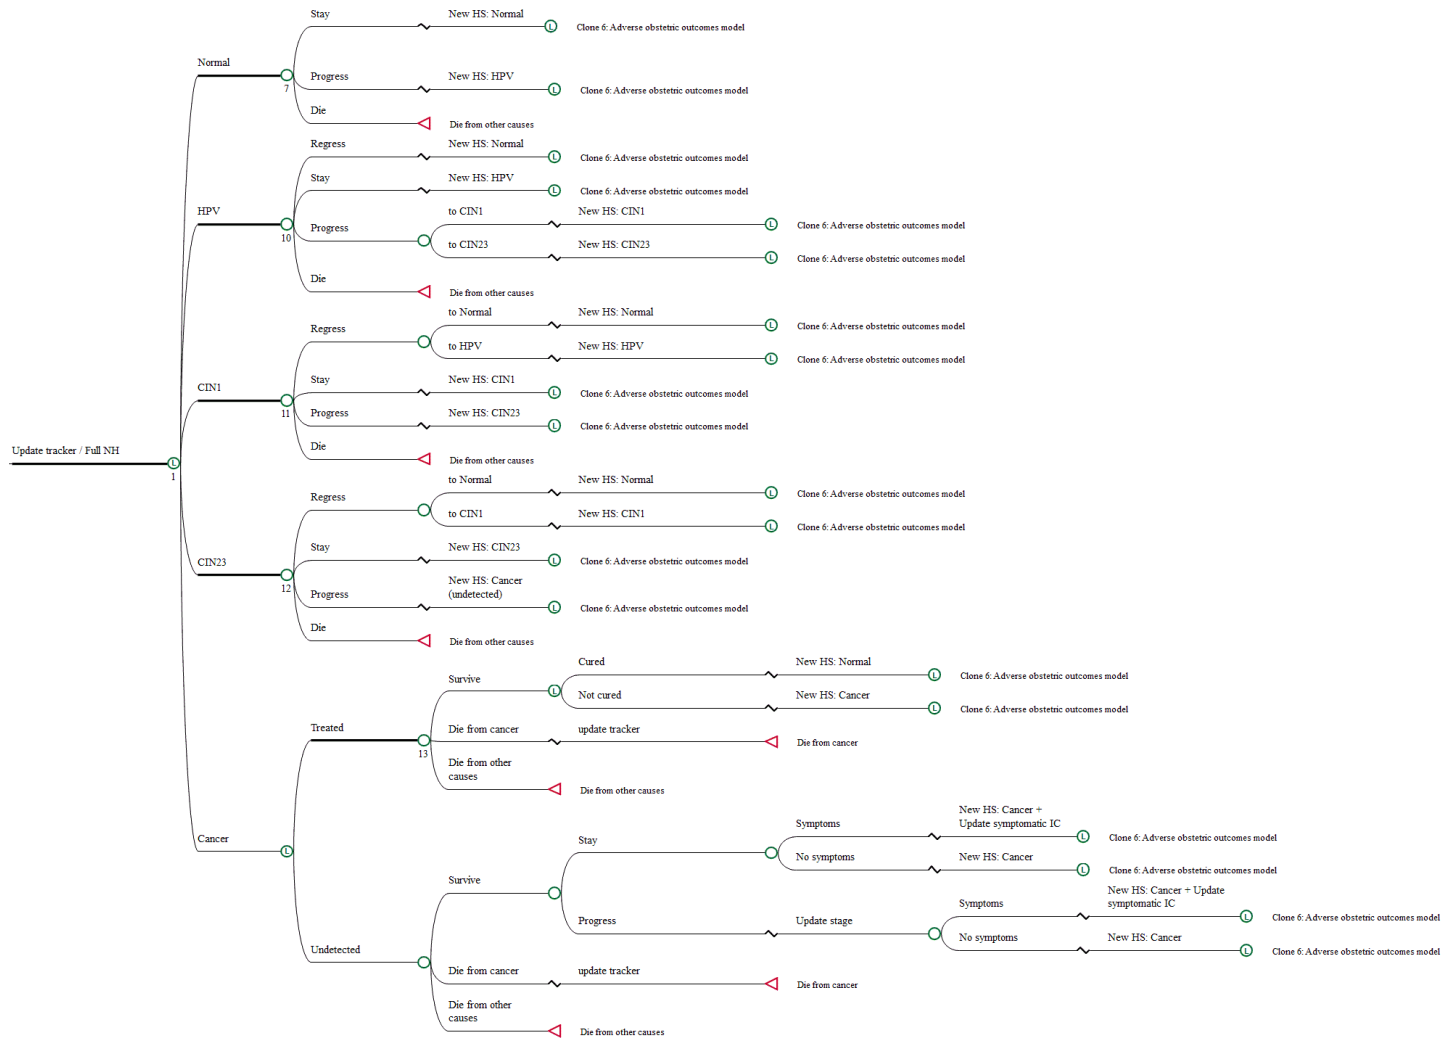 Stay
New HS: Normal
Clone 6: Adverse obstetric outcomes model
Normal
7
Progress
New HS: HPV
Clone 6: Adverse obstetric outcomes model
Die
Die from other causes
Regress
New HS: Normal
Clone 6: Adverse obstetric outcomes model
Stay
New HS: HPV
Clone 6: Adverse obstetric outcomes model
HPV
10
Progress
to CIN1
New HS: CIN1
Clone 6: Adverse obstetric outcomes model
to CIN23
New HS: CIN23
Clone 6: Adverse obstetric outcomes model
Die
Die from other causes
Regress
to Normal
New HS: Normal
Clone 6: Adverse obstetric outcomes model
to HPV
New HS: HPV
Clone 6: Adverse obstetric outcomes model
CIN1
11
Stay
New HS: CIN1
Clone 6: Adverse obstetric outcomes model
Progress
New HS: CIN23
Clone 6: Adverse obstetric outcomes model
Die
Die from other causes
Update tracker / Full NH
L
1
Regress
to Normal
New HS: Normal
Clone 6: Adverse obstetric outcomes model
to CIN1
New HS: CIN1
Clone 6: Adverse obstetric outcomes model
CIN23
12
Stay
New HS: CIN23
Clone 6: Adverse obstetric outcomes model
Progress
New HS: Cancer
(undetected)
Clone 6: Adverse obstetric outcomes model
Die
Die from other causes
Cancer
L
Treated
13
Survive
L
Cured
New HS: Normal
Clone 6: Adverse obstetric outcomes model
Not cured
New HS: Cancer
Clone 6: Adverse obstetric outcomes model
Die from cancer
update tracker
Die from cancer
Die from other
causes
Die from other causes
Undetected
Survive
Stay
Symptoms
New HS: Cancer +
Update symptomatic IC
Clone 6: Adverse obstetric outcomes model
No symptoms
New HS: Cancer
Clone 6: Adverse obstetric outcomes model
Progress
Update stage
Symptoms
New HS: Cancer + Update
symptomatic IC
Clone 6: Adverse obstetric outcomes model
No symptoms
New HS: Cancer
Clone 6: Adverse obstetric outcomes model
Die from cancer
update tracker
Die from cancer
Die from other
causes
Die from other causes